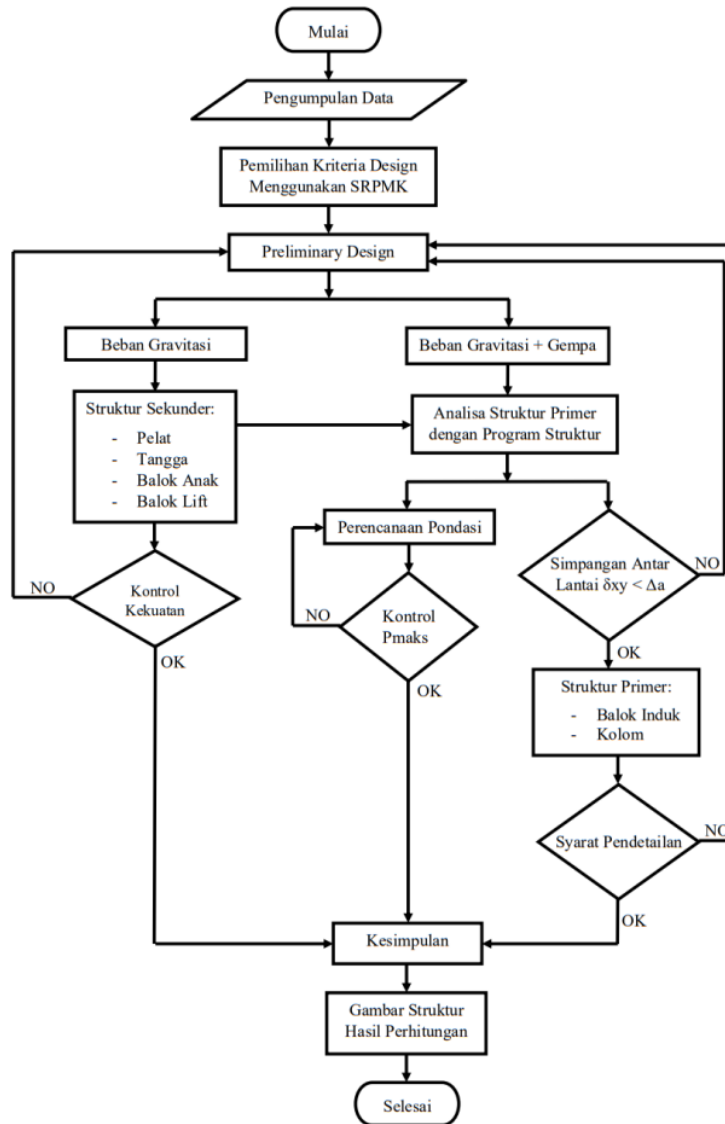 Mulai
Pengumpulan Data
Pemilihan Kriteria Design
Menggunakan SRPMK
Preliminary Design
Beban Gravitasi
Beban Gravitasi + Gempa
Struktur Sekunder:
- Pelat
- Tangga
- Balok Anak
- Balok Lift
Analisa Struktur Primer
dengan Program Struktur
Perencanaan Pondasi
Simpangan Antar
Lantai δxy < Δa
NO
NO
Kontrol
Kekuatan
NO
Kontrol
Pmaks
OK
OK
OK
Struktur Primer:
- Balok Induk
- Kolom
Syarat Pendetailan
NO
OK
Kesimpulan
Gambar Struktur
Hasil Perhitungan
Selesai